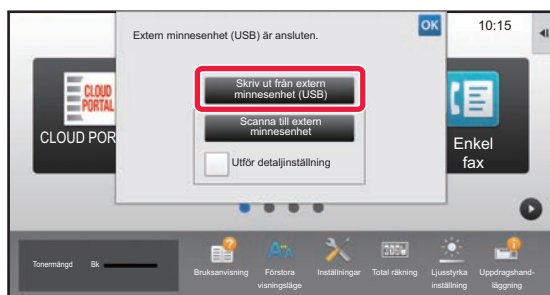 Extern minnesenhet (USB) är ansluten.
OK
10:15
Skriv ut från extern
minnesenhet (USB)
Scanna till extern
minnesenhet
Utför detaljinställning
CLOUD
PORTAL
CLOUD POR
Enkel
fax
Tonermängd
Bk
Bruksanvisning
Förstora
visningsläge
Inställningar
Total räkning
Ljusstyrka
inställning
Uppdragshand-
läggning